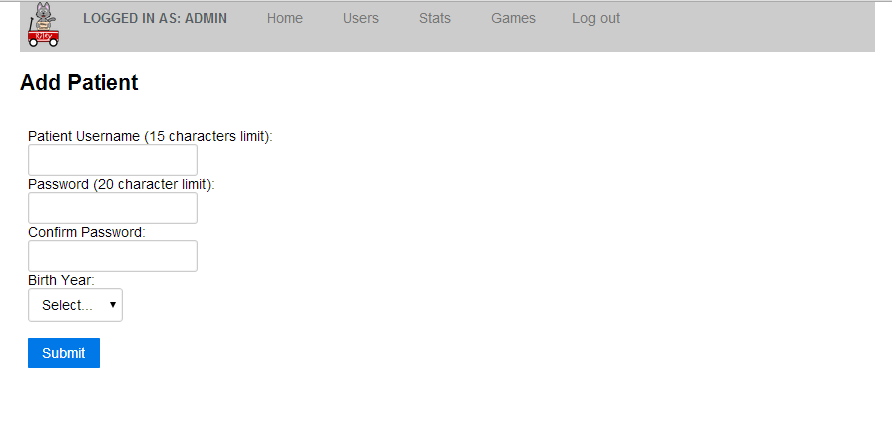 Riley
LOGGED IN AS: ADMIN Home Users Stats Games Log out
Add Patient
Patient Username (15 characters limit):
Password (20 character limit):
Confirm Password:
Birth Year:
Select...
Submit